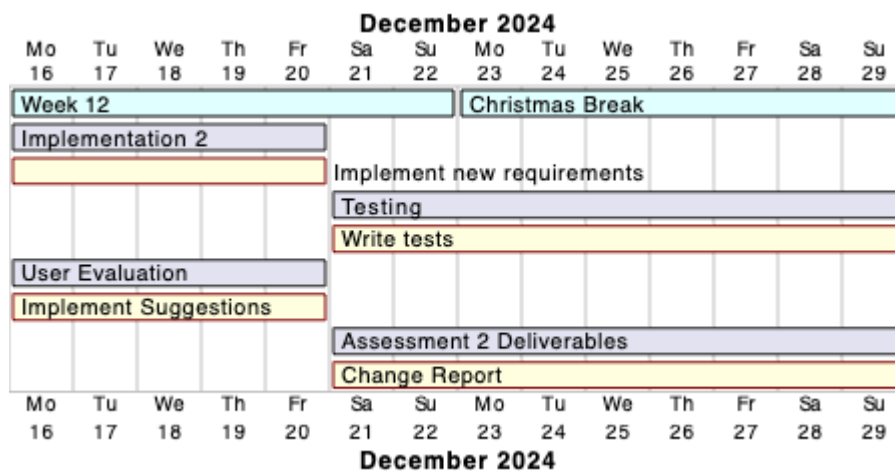 December 2024
Mo Tu We Th Fr Sa Su Mo Tu We Th Fr Sa Su
16 17 18 19 20 21 22 23 24 25 26 27 28 29
Week 12 Christmas Break
Implementation 2
Implement new requirements
Testing
Write tests
User Evaluation
Implement Suggestions
Assessment 2 Deliverables
Change Report
Mo Tu We Th Fr Sa Su Mo Tu We Th Fr Sa Su
16 17 18 19 20 21 22 23 24 25 26 27 28 29
December 2024